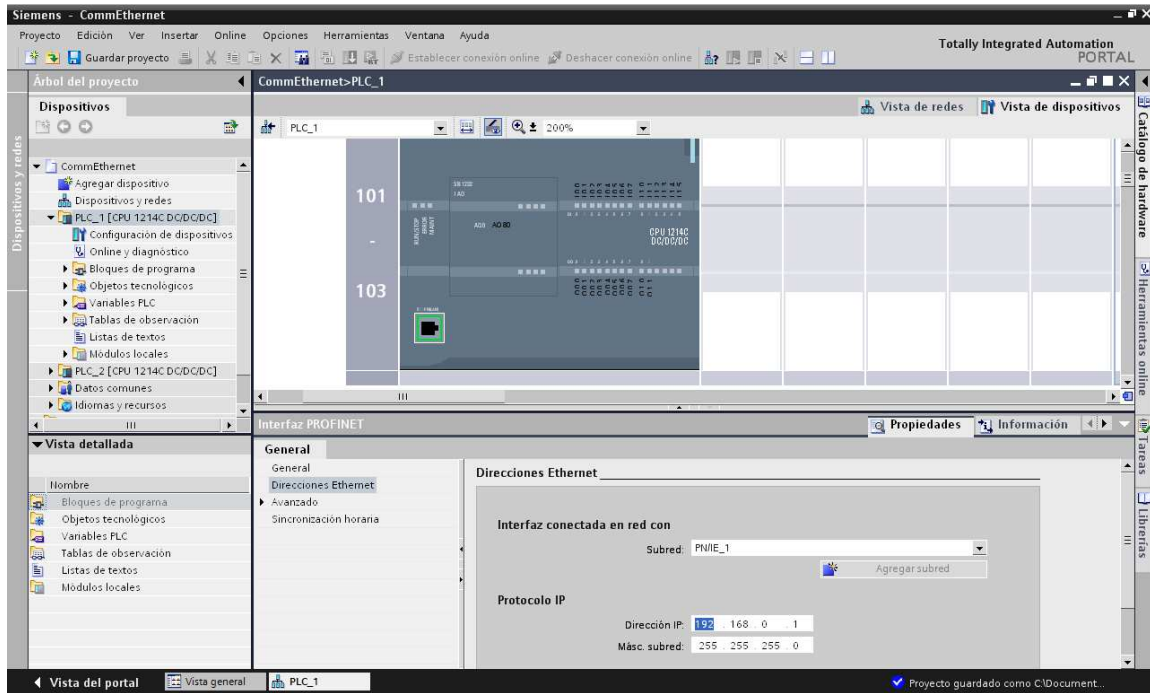 Siemens - CommEthernet
Proyecto Edición Ver Insertar Online Opciones Herramientas Ventana Ayuda
Totally Integrated Automation
PORTAL
Guardar proyecto
Establecer conexión online
Deshacer conexión online
Árbol del proyecto
CommEthernet>PLC_1
Dispositivos
Vista de redes
Vista de dispositivos
PLC_1
200%
Dispositivos y redes
CommEthernet
Agregar dispositivo
Dispositivos y redes
PLC_1 [CPU 1214C DC/DC/DC]
Configuración de dispositivos
Online y diagnóstico
Bloques de programa
Objetos tecnológicos
Variables PLC
Tablas de observación
Listas de textos
Módulos locales
PLC_2 [CPU 1214C DC/DC/DC]
Datos comunes
Idiomas y recursos
101
-
103
RUN/STOP
ERROR
MAINT
CPU 1214C
DC/DC/DC
Catálogo de hardware
Herramientas online
Tareas
Librerías
Vista detallada
Nombre
Bloques de programa
Objetos tecnológicos
Variables PLC
Tablas de observación
Listas de textos
Módulos locales
Interfaz PROFINET
Propiedades
Información
General
General
Direcciones Ethernet
Avanzado
Sincronización horaria
Direcciones Ethernet
Interfaz conectada en red con
Subred: PN/IE_1
Agregar subred
Protocolo IP
Dirección IP: 192 . 168 . 0 . 1
Másc. subred: 255 . 255 . 255 . 0
Vista del portal
Vista general
PLC_1
Proyecto guardado como C:\Document...